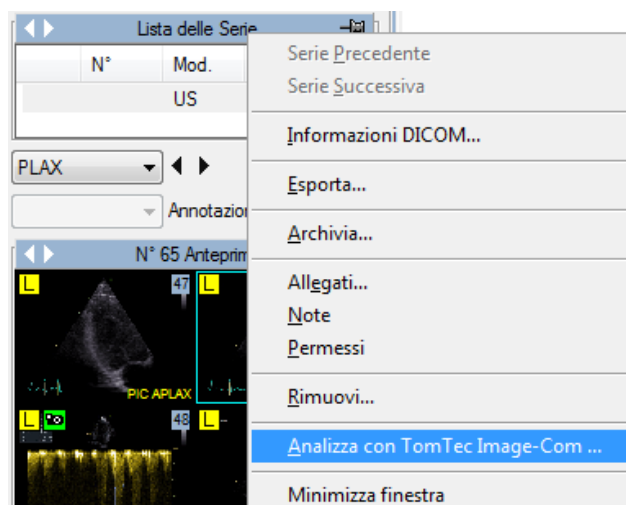 Lista delle Serie
N° Mod.
US
PLAX
Annotazion
N° 65 Anteprim
L 47 L
PIC APLAX
L 48 L
Serie Precedente
Serie Successiva
Informazioni DICOM...
Esporta...
Archivia...
Allegati...
Note
Permessi
Rimuovi...
Analizza con TomTec Image-Com ...
Minimizza finestra